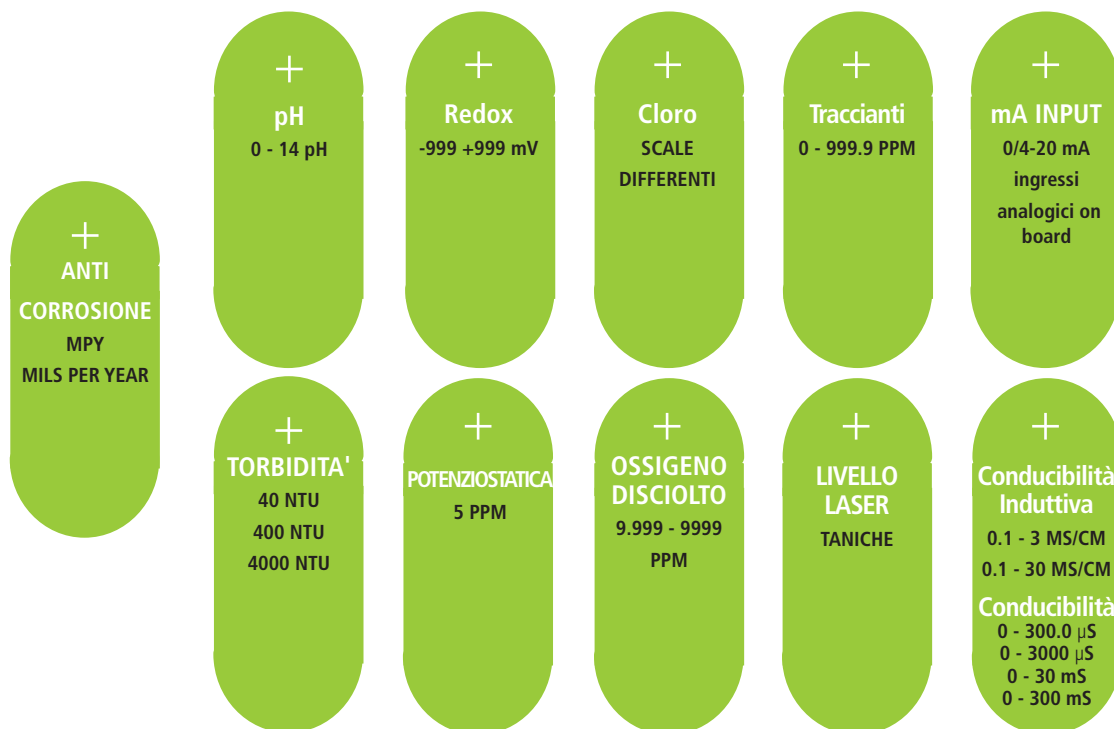 +
pH
0 - 14 pH
+
Redox
-999 +999 mV
+
Cloro
SCALE
DIFFERENTI
+
Traccianti
0 - 999.9 PPM
+
mA INPUT
0/4-20 mA
ingressi
analogici on
board
+
ANTI
CORROSIONE
MPY
MILS PER YEAR
+
TORBIDITA'
40 NTU
400 NTU
4000 NTU
+
POTENZIOSTATICA
5 PPM
+
OSSIGENO
DISCIOLTO
9.999 - 9999
PPM
+
LIVELLO
LASER
TANICHE
+
Conducibilità
Induttiva
0.1 - 3 MS/CM
0.1 - 30 MS/CM
Conducibilità
0 - 300.0 µS
0 - 3000 µS
0 - 30 mS
0 - 300 mS